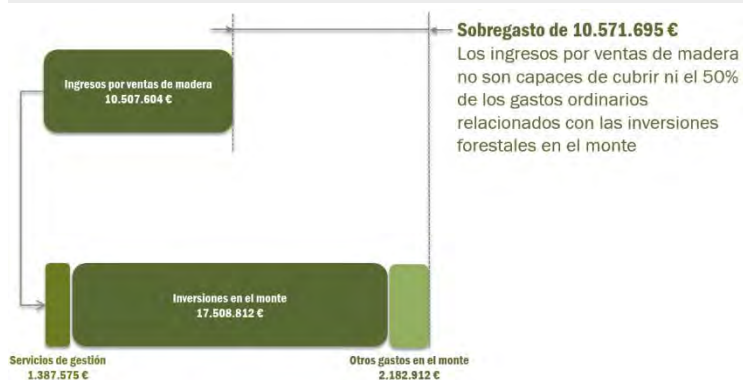 Sobregasto de 10.571.695 €
Los ingresos por ventas de madera
no son capaces de cubrir ni el 50%
de los gastos ordinarios
relacionados con las inversiones
forestales en el monte
Ingresos por ventas de madera
10.507.604 €
Inversiones en el monte
17.508.812 €
Servicios de gestión
1.387.575 €
Otros gastos en el monte
2.182.912 €